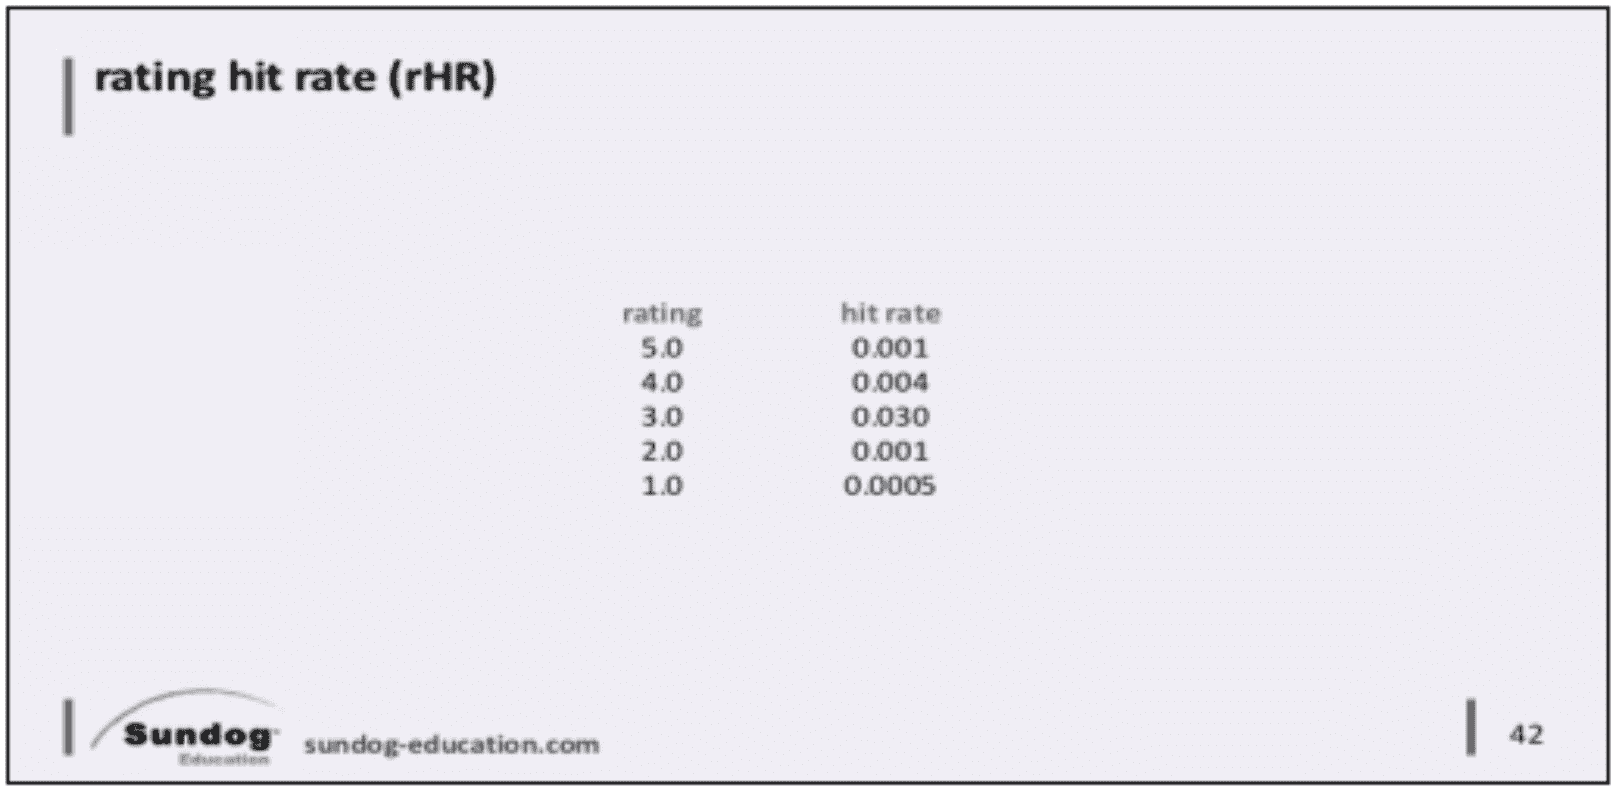 rating hit rate (rHR)
rating hit rate
5.0 0.001
4.0 0.004
3.0 0.030
2.0 0.001
1.0 0.0005
Sundog
Education
sundog-education.com
42